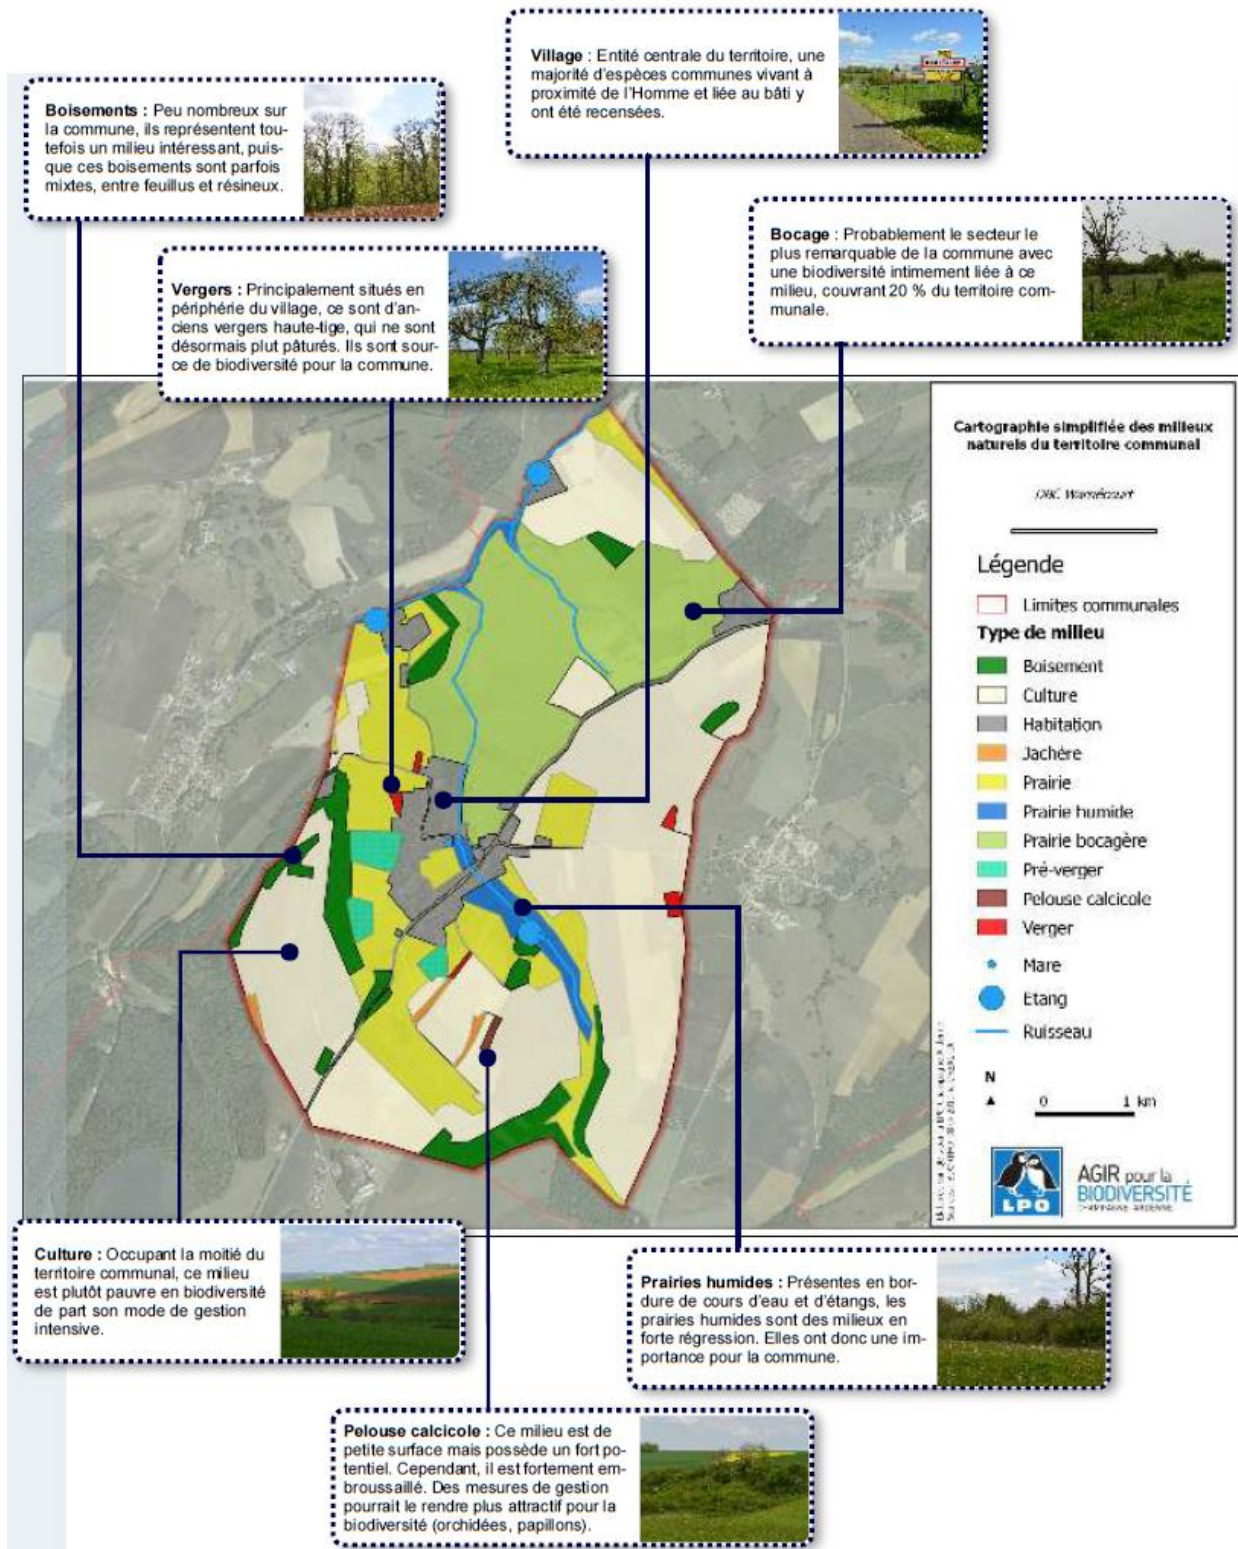 Village : Entité centrale du territoire, une
majorité d'espèces communes vivant à
proximité de l'Homme et liée au bâti y
ont été recensées.
Boisements : Peu nombreux sur
la commune, ils représentent tou-
tefois un milieu intéressant, puis-
que ces boisements sont parfois
mixtes, entre feuillus et résineux.
Bocage : Probablement le secteur le
plus remarquable de la commune avec
une biodiversité intimement liée à ce
milieu, couvrant 20 % du territoire com-
munale.
Vergers : Principalement situés en
périphérie du village, ce sont d'an-
ciens vergers haute-tige, qui ne sont
désormais plut pâturés. Ils sont sour-
ce de biodiversité pour la commune.
Cartographie simplifiée des milieux
naturels du territoire communal
Légende
Limites communales
Type de milieu
Boisement
Culture
Habitation
Jachère
Prairie
Prairie humide
Prairie bocagère
Pré-verger
Pelouse calcicole
Verger
Mare
Etang
Ruisseau
N
0 1 km
LPO
AGIR pour la
BIODIVERSITÉ
CHAMPAGNE-ARDENNE
Culture : Occupant la moitié du
territoire communal, ce milieu
est plutôt pauvre en biodiversité
de part son mode de gestion
intensive.
Prairies humides : Présentes en bor-
dure de cours d'eau et d'étangs, les
prairies humides sont des milieux en
forte régression. Elles ont donc une im-
portance pour la commune.
Pelouse calcicole : Ce milieu est de
petite surface mais possède un fort po-
tentiel. Cependant, il est fortement em-
broussaillé. Des mesures de gestion
pourrait le rendre plus attractif pour la
biodiversité (orchidées, papillons).